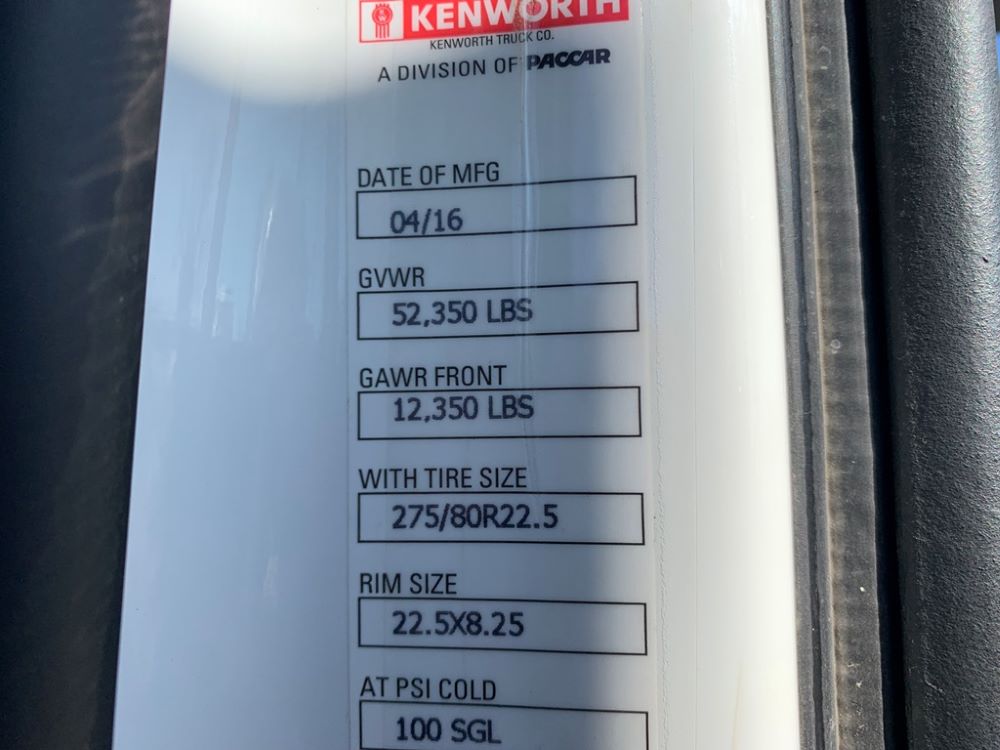 KENWORTH
KENWORTH TRUCK CO.
A DIVISION OF PACCAR
DATE OF MFG
04/16
GVWR
52,350 LBS
GAWR FRONT
12,350 LBS
WITH TIRE SIZE
275/80R22.5
RIM SIZE
22.5X8.25
AT PSI COLD
100 SGL